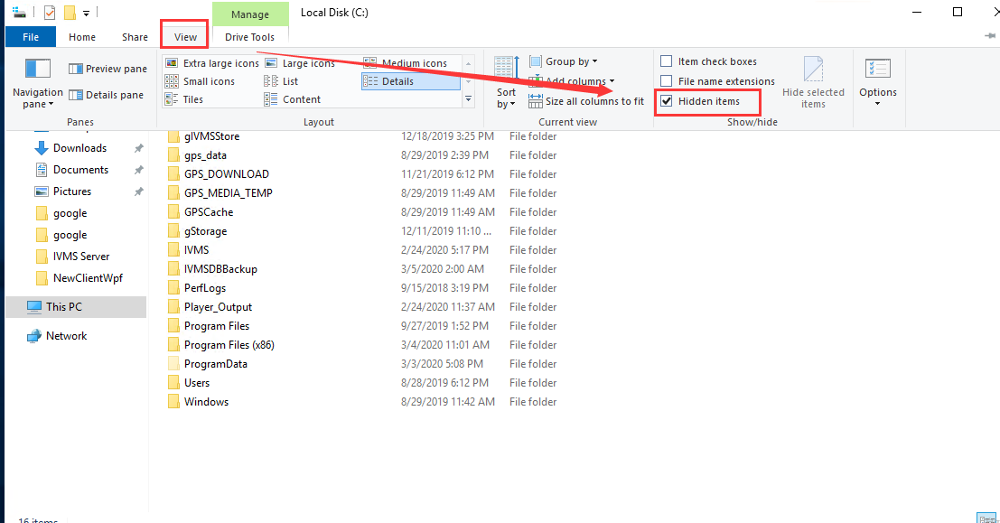 Manage Local Disk (C:)
File Home Share View Drive Tools
Extra large icons Large icons Medium icons Group by Item check boxes
Preview pane
Small icons List Details Add columns File name extensions
Navigation pane Details pane
Tiles Content Sort by Size all columns to fit Hidden items Hide selected items Options
Panes Layout Current view Show/hide
glVMSStore 12/18/2019 3:25 PM File folder
Downloads
gps_data 8/29/2019 2:39 PM File folder
Documents
GPS_DOWNLOAD 11/21/2019 6:12 PM File folder
Pictures
GPS_MEDIA_TEMP 8/29/2019 11:49 AM File folder
google
GPSCache 8/29/2019 11:49 AM File folder
google
gStorage 12/11/2019 11:10 ... File folder
IVMS Server
IVMS 2/24/2020 5:17 PM File folder
NewClientWpf
IVMSDBBackup 3/5/2020 2:00 AM File folder
PerfLogs 9/15/2018 3:19 PM File folder
This PC
Player_Output 2/24/2020 11:37 AM File folder
Program Files 9/27/2019 1:52 PM File folder
Network
Program Files (x86) 3/4/2020 11:01 AM File folder
ProgramData 3/3/2020 5:08 PM File folder
Users 8/28/2019 6:12 PM File folder
Windows 8/29/2019 11:42 AM File folder
16 items